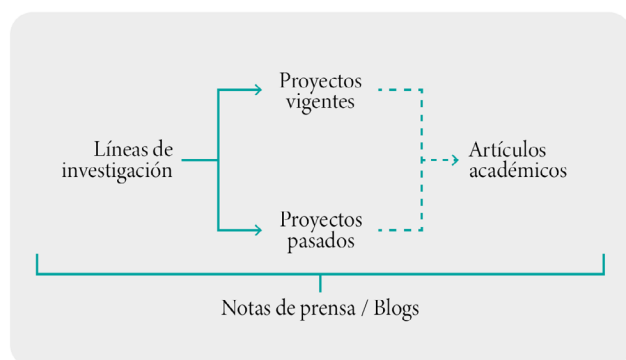 Proyectos
vigentes
Líneas de
investigación
Artículos
académicos
Proyectos
pasados
Notas de prensa / Blogs